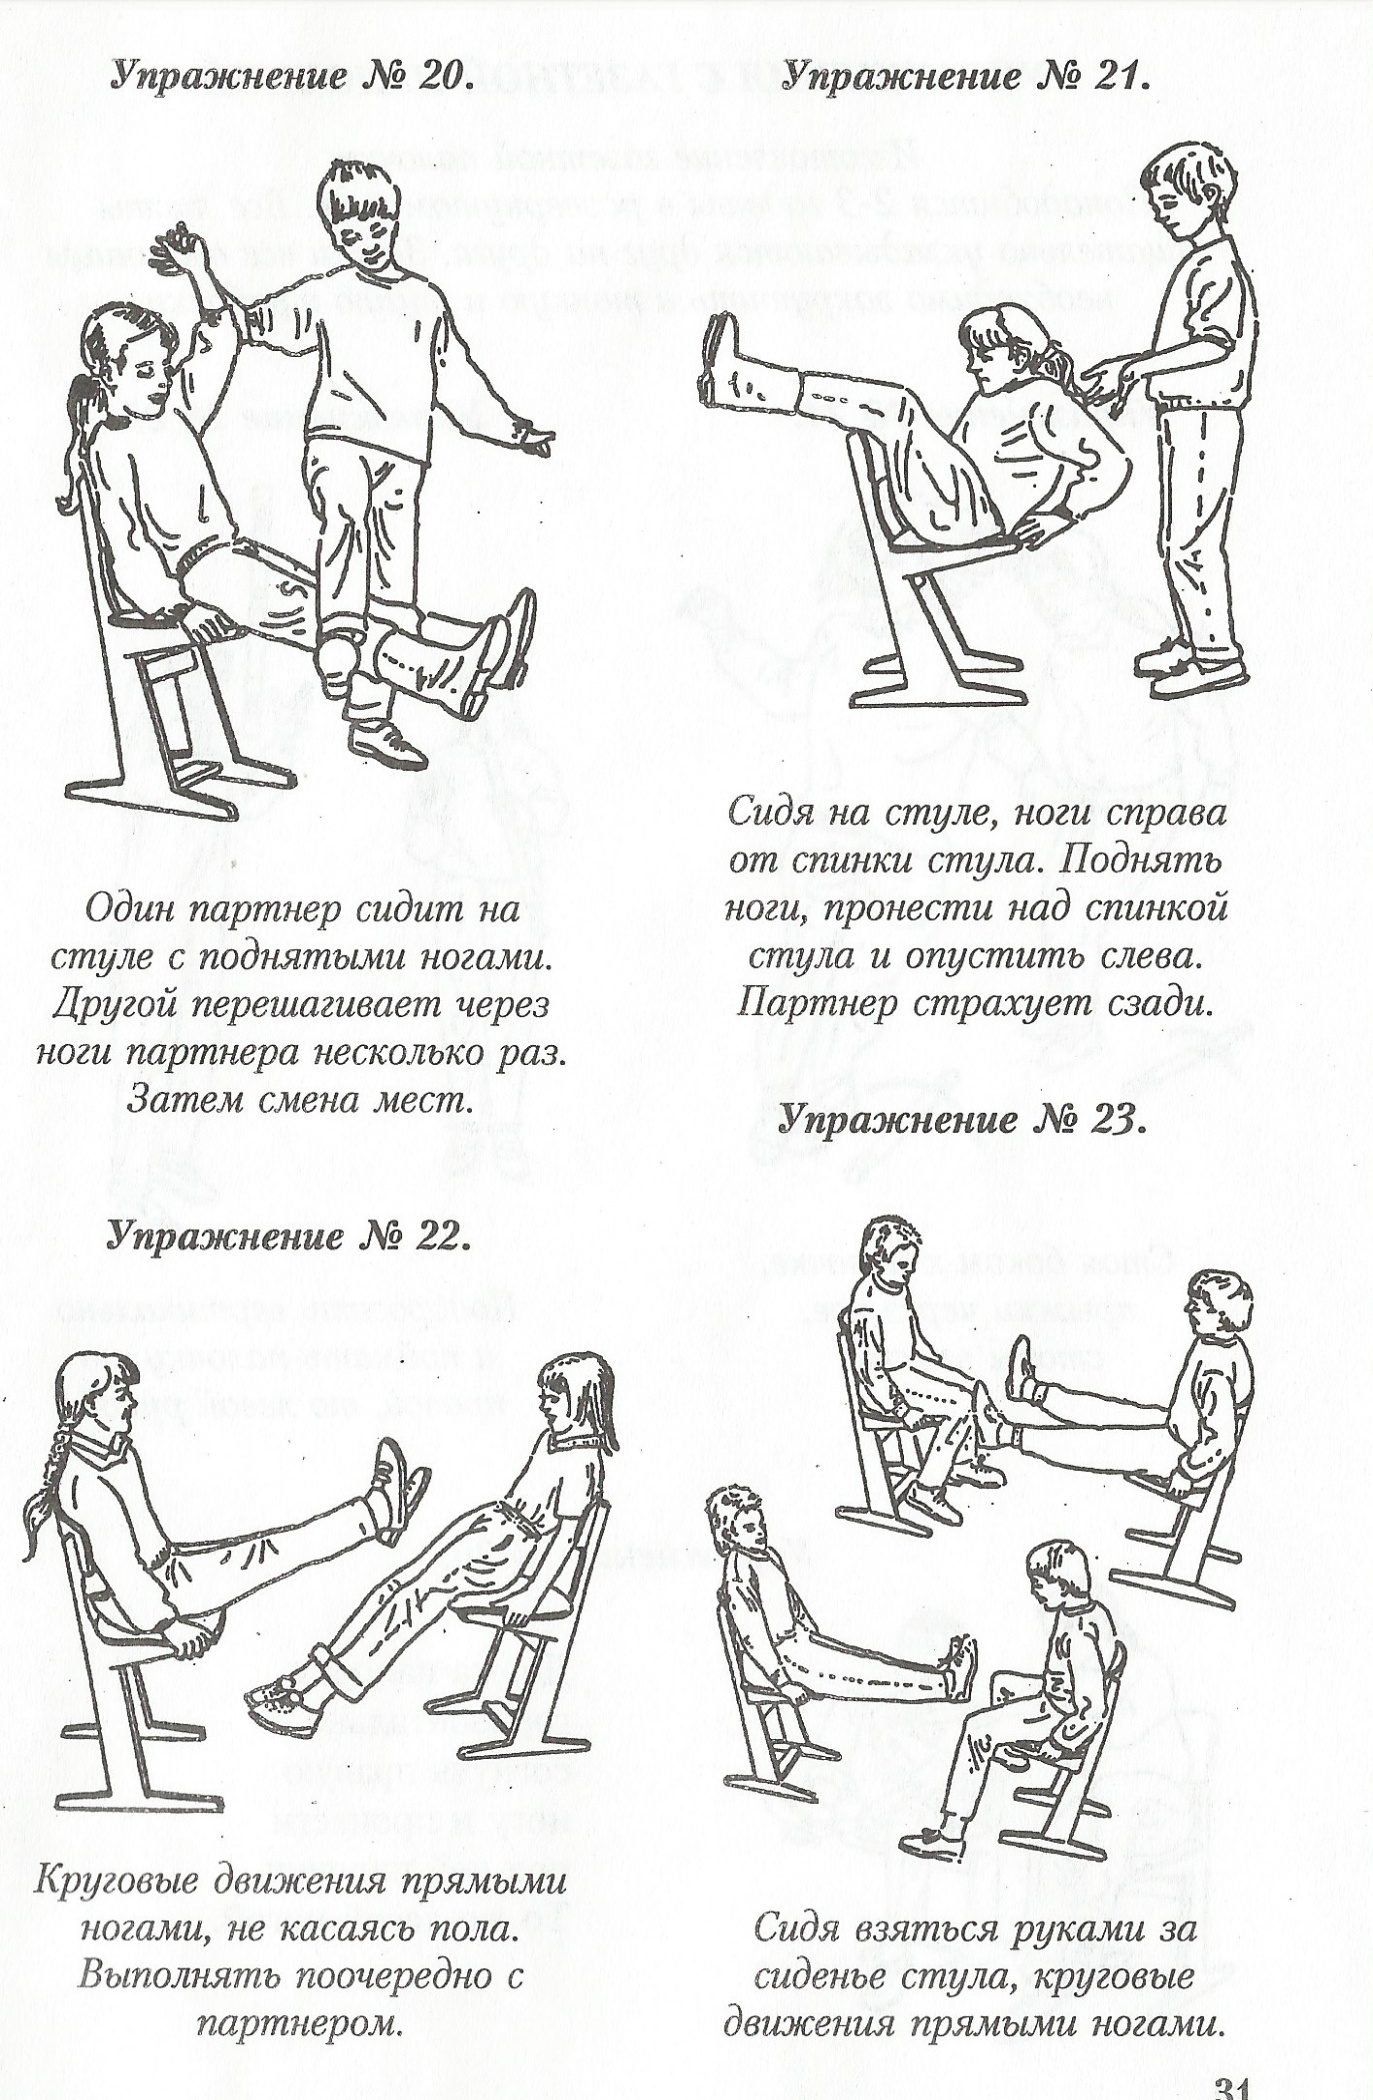 Упражнение № 20.
Один партнер сидит на
стуле с поднятыми ногами.
Другой перешагивает через
ноги партнера несколько раз.
Затем смена мест.
Упражнение № 21.
Сидя на стуле, ноги справа
от спинки стула. Поднять
ноги, пронести над спинкой
стула и опустить слева.
Партнер страхует сзади.
Упражнение № 22.
Круговые движения прямыми
ногами, не касаясь пола.
Выполнять поочередно с
партнером.
Упражнение № 23.
Сидя взяться руками за
сиденье стула, круговые
движения прямыми ногами.
31